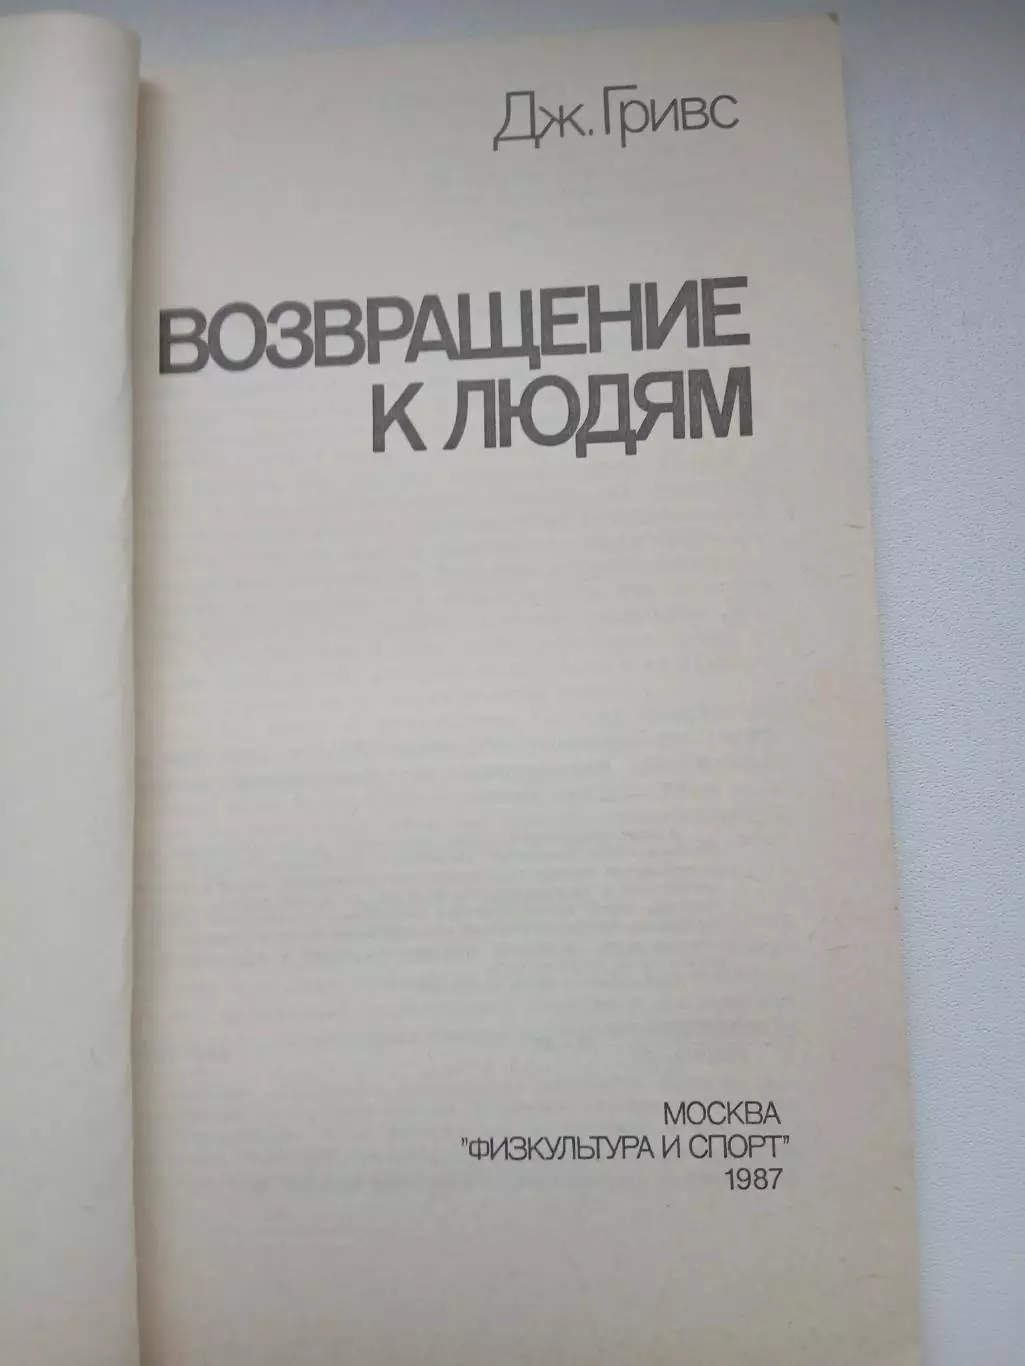 Дж. Гривс
ВОЗВРАЩЕНИЕ
К ЛЮДЯМ
МОСКВА
"ФИЗКУЛЬТУРА И СПОРТ"
1987